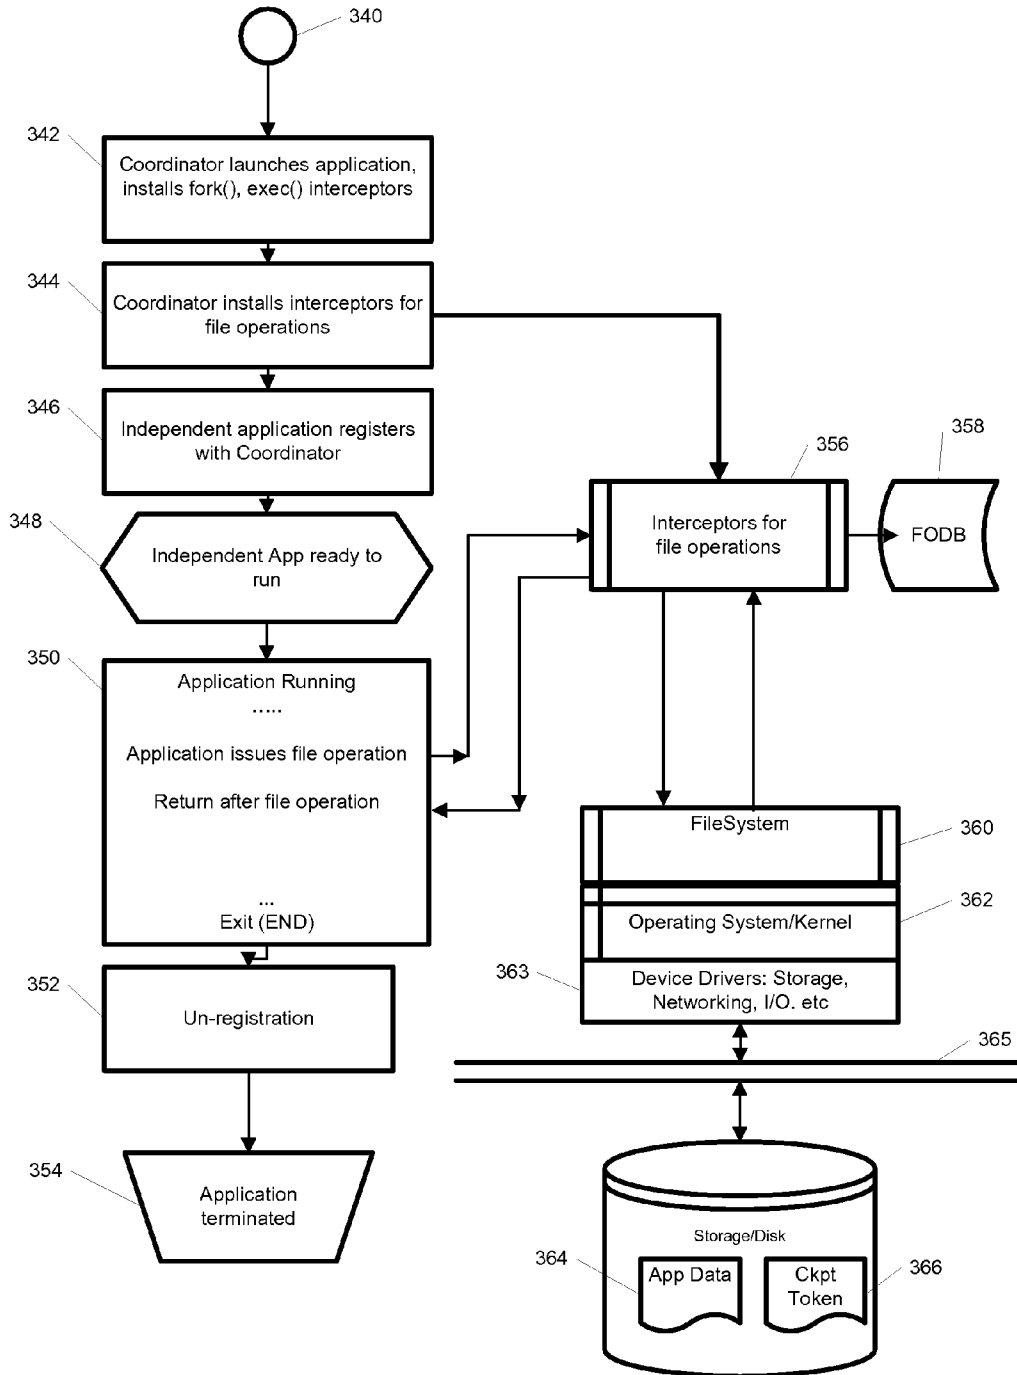 340
342
Coordinator launches application,
installs fork(), exec() interceptors
344
Coordinator installs interceptors for
file operations
346
Independent application registers
with Coordinator
348
Independent App ready to
run
350
Application Running
.....
Application issues file operation
Return after file operation
...
Exit (END)
352
Un-registration
354
Application
terminated
356
Interceptors for
file operations
358
FODB
FileSystem
360
Operating System/Kernel
362
363
Device Drivers: Storage,
Networking, I/O. etc
365
Storage/Disk
364
App Data
Ckpt
Token
366